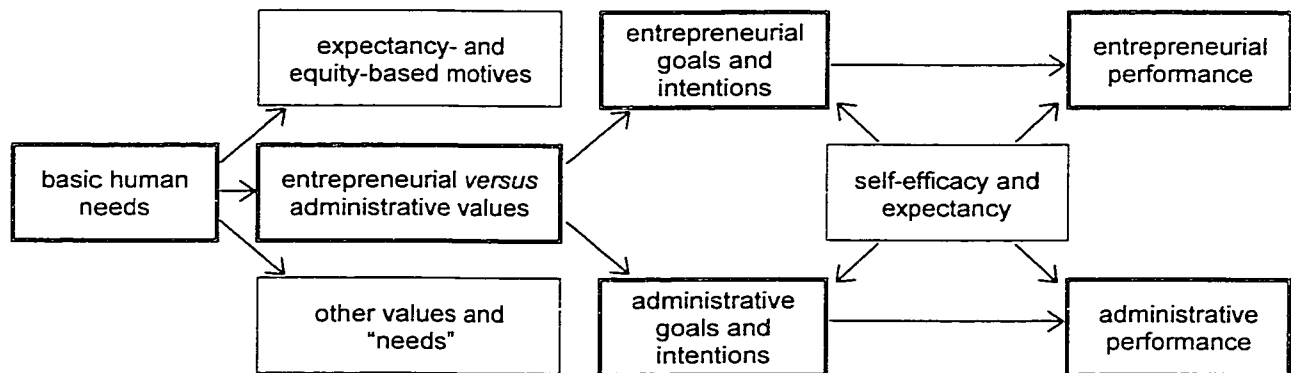 expectancy- and
equity-based motives
entrepreneurial
goals and
intentions
entrepreneurial
performance
basic human
needs
entrepreneurial versus
administrative values
self-efficacy and
expectancy
other values and
“needs”
administrative
goals and
intentions
administrative
performance